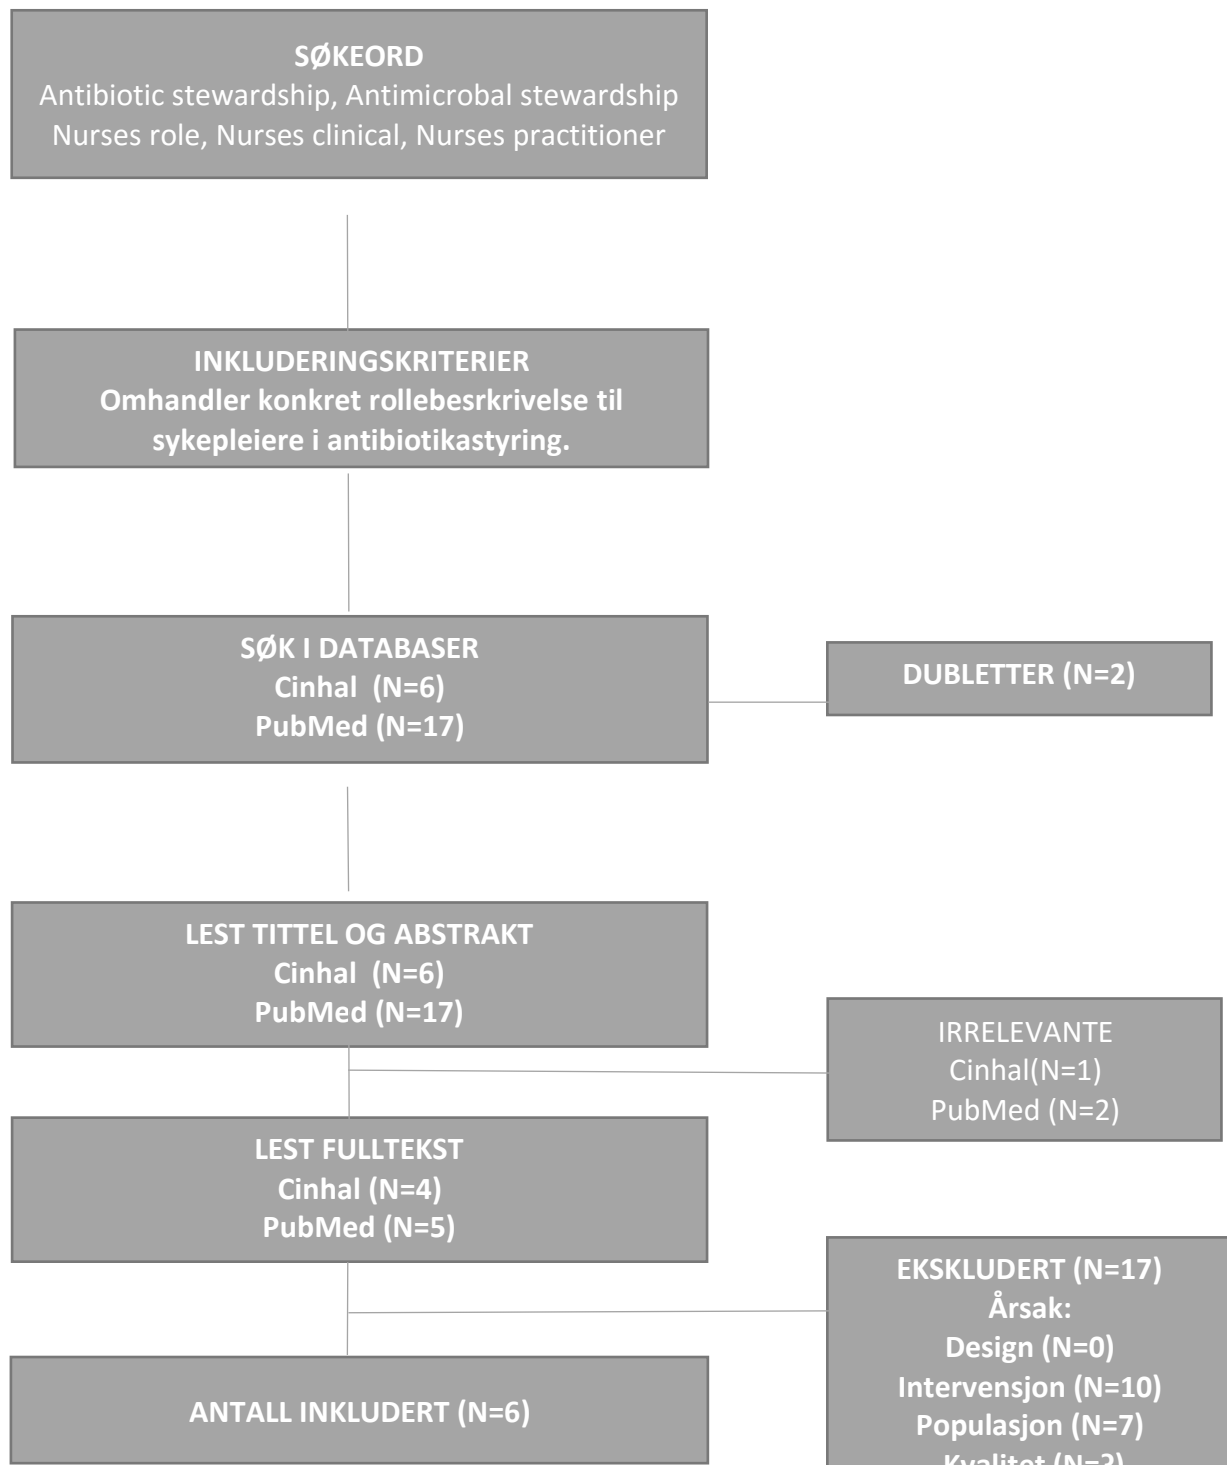 SØKEORD
Antibiotic stewardship, Antimicrobal stewardship
Nurses role, Nurses clinical, Nurses practitioner
INKLUDERINGSKRITERIER
Omhandler konkret rollebesrkrivelse til
sykepleiere i antibiotikastyring.
SØK I DATABASER
Cinhal (N=6)
PubMed (N=17)
DUBLETTER (N=2)
LEST TITTEL OG ABSTRAKT
Cinhal (N=6)
PubMed (N=17)
IRRELEVANTE
Cinhal(N=1)
PubMed (N=2)
LEST FULLTEKST
Cinhal (N=4)
PubMed (N=5)
EKSKLUDERT (N=17)
Årsak:
Design (N=0)
Intervensjon (N=10)
Populasjon (N=7)
Kvalitet
ANTALL INKLUDERT (N=6)